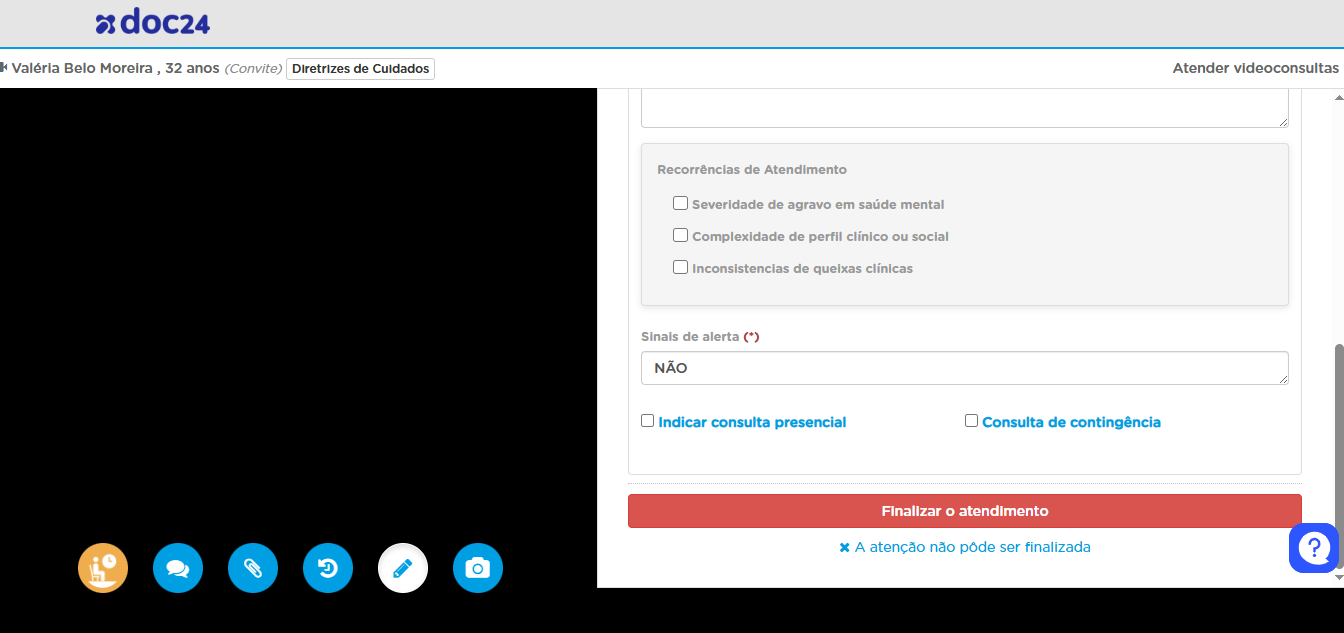 doc24
Valéria Belo Moreira , 32 anos (Convite) Diretrizes de Cuidados
Atender videoconsultas
Recorrências de Atendimento
Severidade de agravo em saúde mental
Complexidade de perfil clínico ou social
Inconsistencias de queixas clínicas
Sinais de alerta (*)
NÃO
Indicar consulta presencial
Consulta de contingência
Finalizar o atendimento
A atenção não pôde ser finalizada